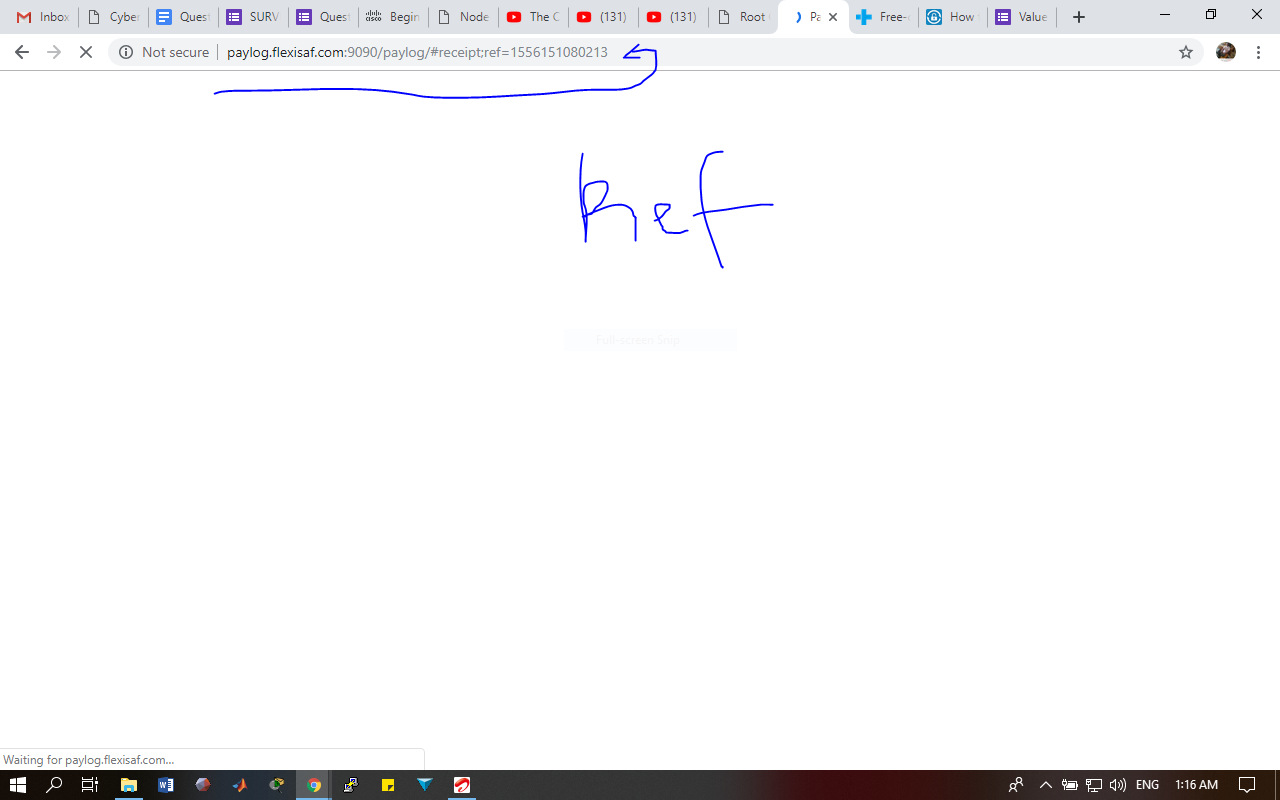 Inbox Cyber Quest SURV Quest Begin Node The C (131) (131) Root Pa Free- How Value
Not secure paylog.flexisaf.com:9090/paylog/#receipt;ref=1556151080213
Ref
Full-screen Snip
Waiting for paylog.flexisaf.com...
ENG 1:16 AM